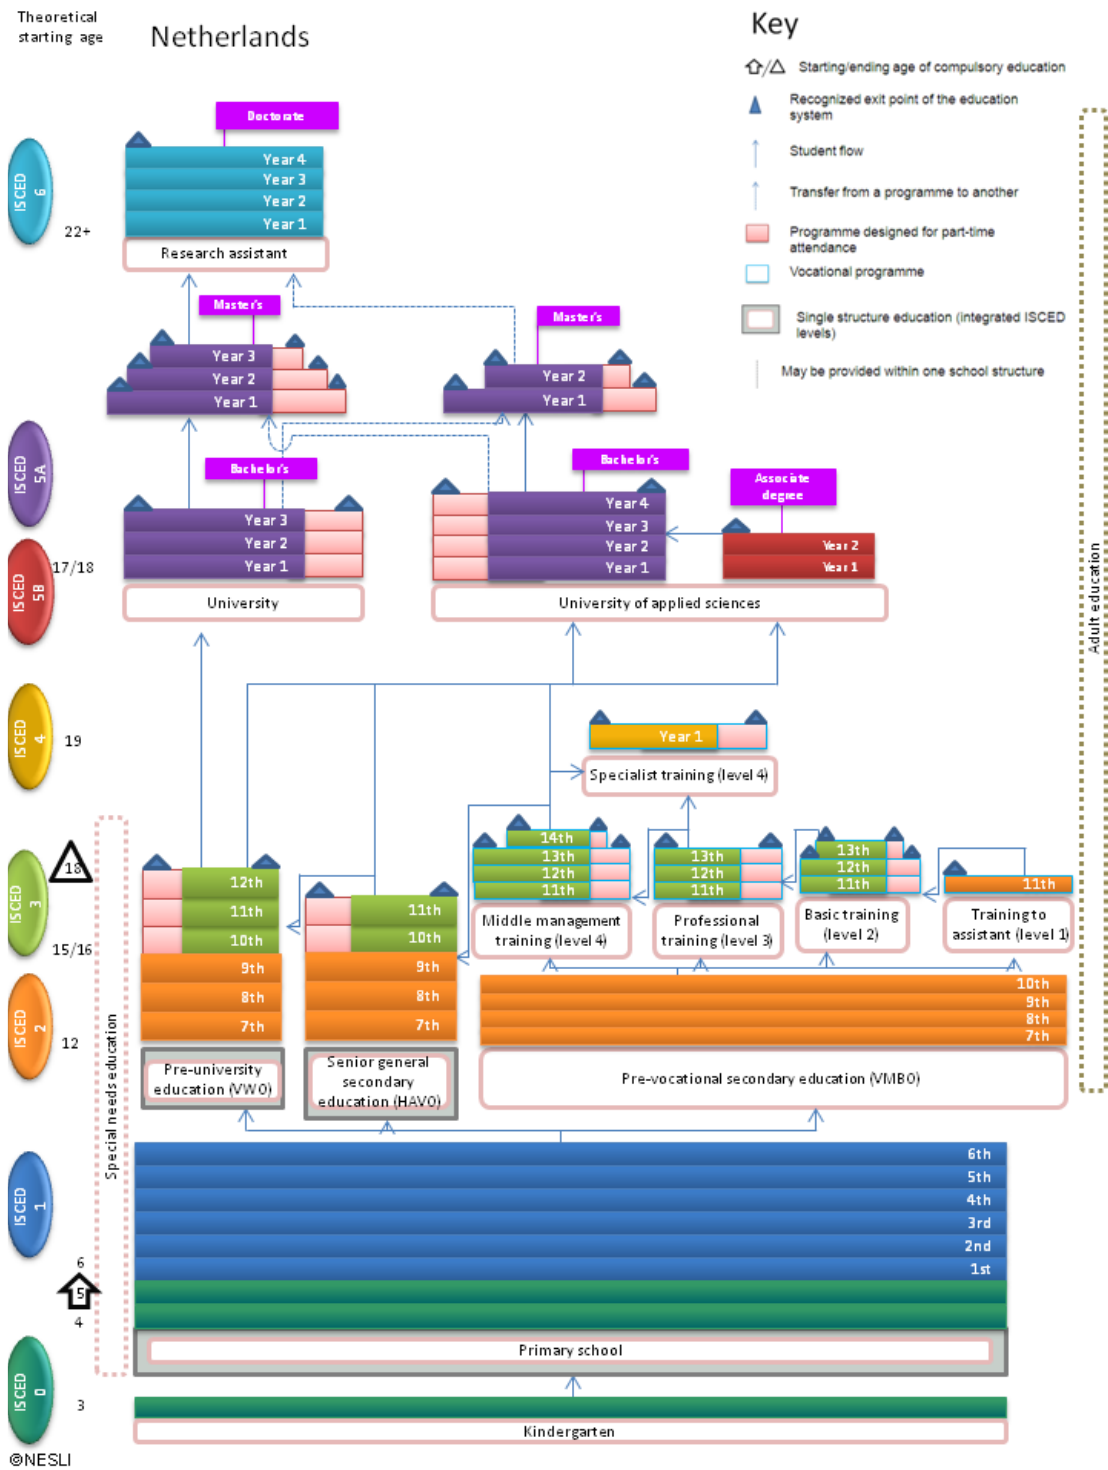 Theoretical
starting age
Netherlands
Key
Starting/ending age of compulsory education
Recognized exit point of the education
system
Student flow
Transfer from a programme to another
Programme designed for part-time
attendance
Vocational programme
Single structure education (integrated ISCED
levels)
May be provided within one school structure
Doctorate
ISCED
6
22+
Year 4
Year 3
Year 2
Year 1
Research assistant
Master's
Year 3
Year 2
Year 1
Master's
Year 2
Year 1
ISCED
5A
Bachelor's
Year 3
Year 2
Year 1
University
Bachelor's
Year 4
Year 3
Year 2
Year 1
Associate
degree
Year 2
Year 1
University of applied sciences
ISCED
5B
17/18
ISCED
4
19
Year 1
Specialist training (level 4)
Adult education
ISCED
3
18
15/16
12th
11th
10th
9th
8th
7th
Pre-university
education (VWO)
11th
10th
9th
8th
7th
Senior general
secondary
education (HAVO)
14th
13th
12th
11th
Middle management
training (level 4)
13th
12th
11th
Professional
training (level 3)
13th
12th
11th
Basic training
(level 2)
11th
Training to
assistant (level 1)
10th
9th
8th
7th
Pre-vocational secondary education (VMBO)
ISCED
2
12
Special needs education
ISCED
1
6
5
4
6th
5th
4th
3rd
2nd
1st
Primary school
ISCED
0
3
Kindergarten
©NESLI